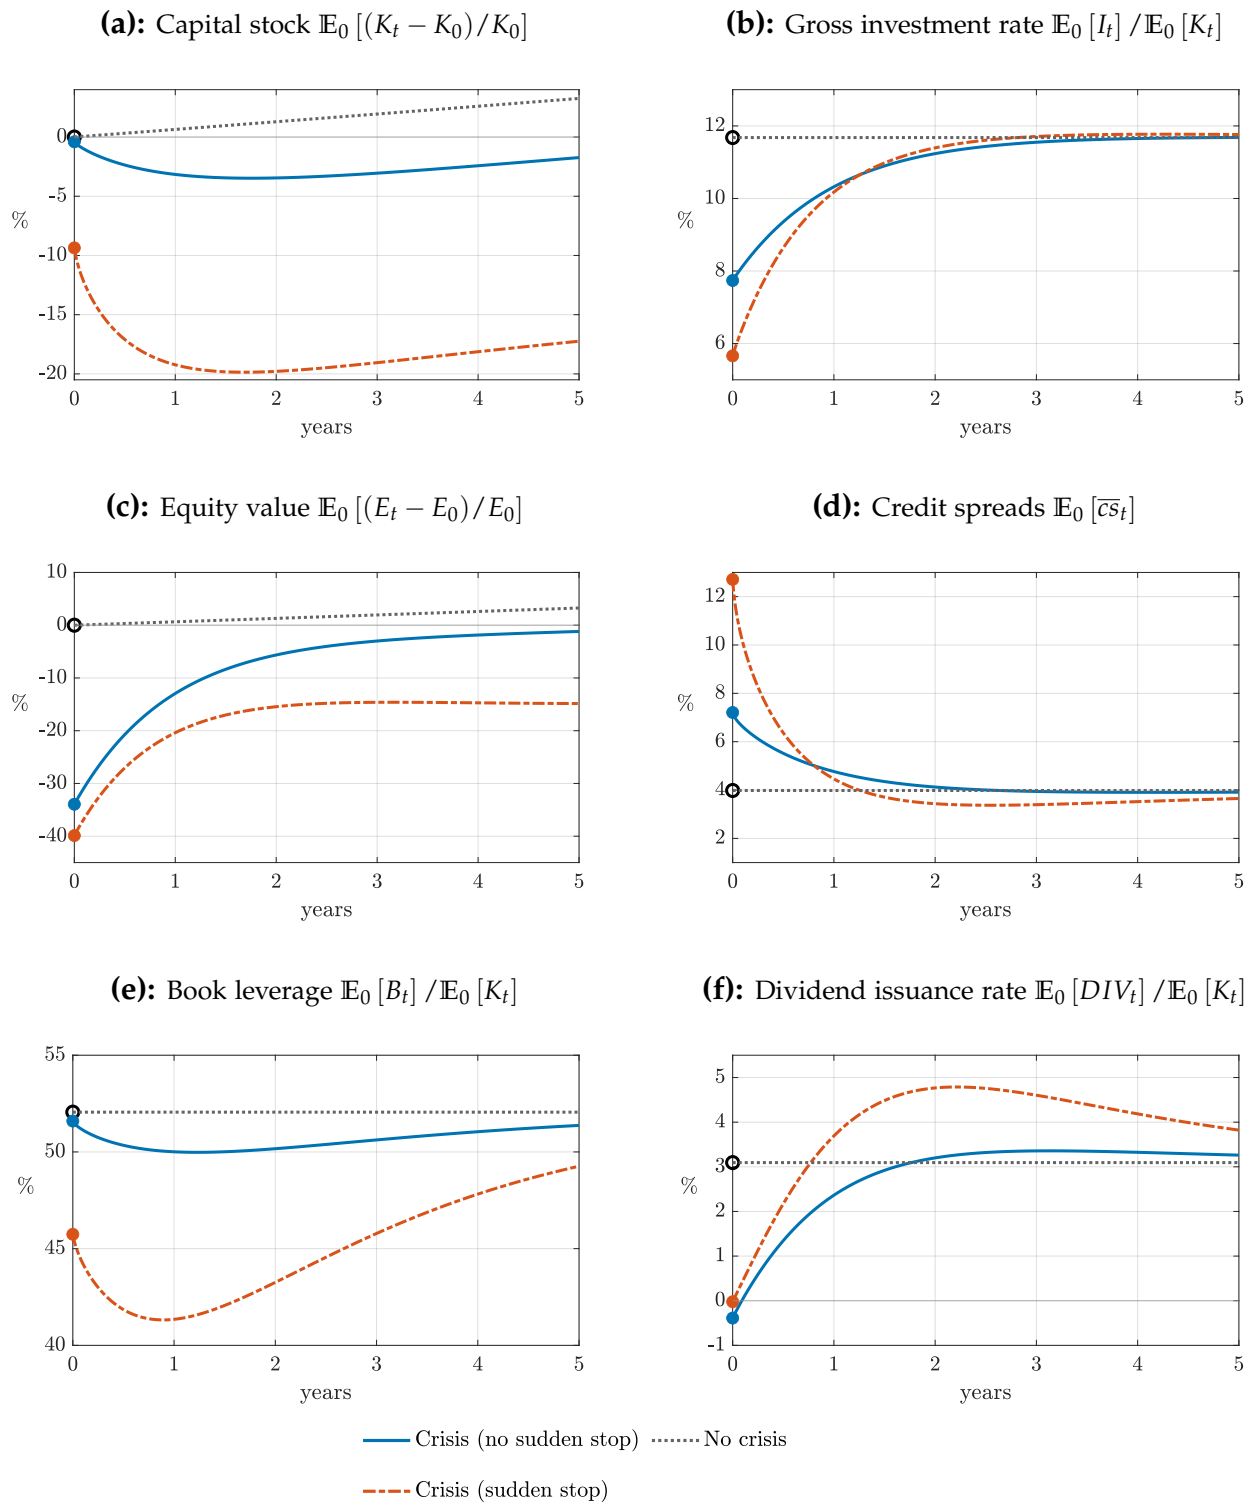 (a): Capital stock 𝔼₀ [(Kₜ − K₀)/K₀]
0
-5
%
-10
-15
-20
0 1 2 3 4 5
years
(b): Gross investment rate 𝔼₀ [Iₜ] /𝔼₀ [Kₜ]
12
10
%
8
6
0 1 2 3 4 5
years
(c): Equity value 𝔼₀ [(Eₜ − E₀)/E₀]
10
0
-10
%
-20
-30
-40
0 1 2 3 4 5
years
(d): Credit spreads 𝔼₀ [c̅s̅ₜ]
12
10
8
%
6
4
2
0 1 2 3 4 5
years
(e): Book leverage 𝔼₀ [Bₜ] /𝔼₀ [Kₜ]
55
50
%
45
40
0 1 2 3 4 5
years
(f): Dividend issuance rate 𝔼₀ [DIVₜ] /𝔼₀ [Kₜ]
5
4
3
%
2
1
0
-1
0 1 2 3 4 5
years
Crisis (no sudden stop) No crisis
Crisis (sudden stop)